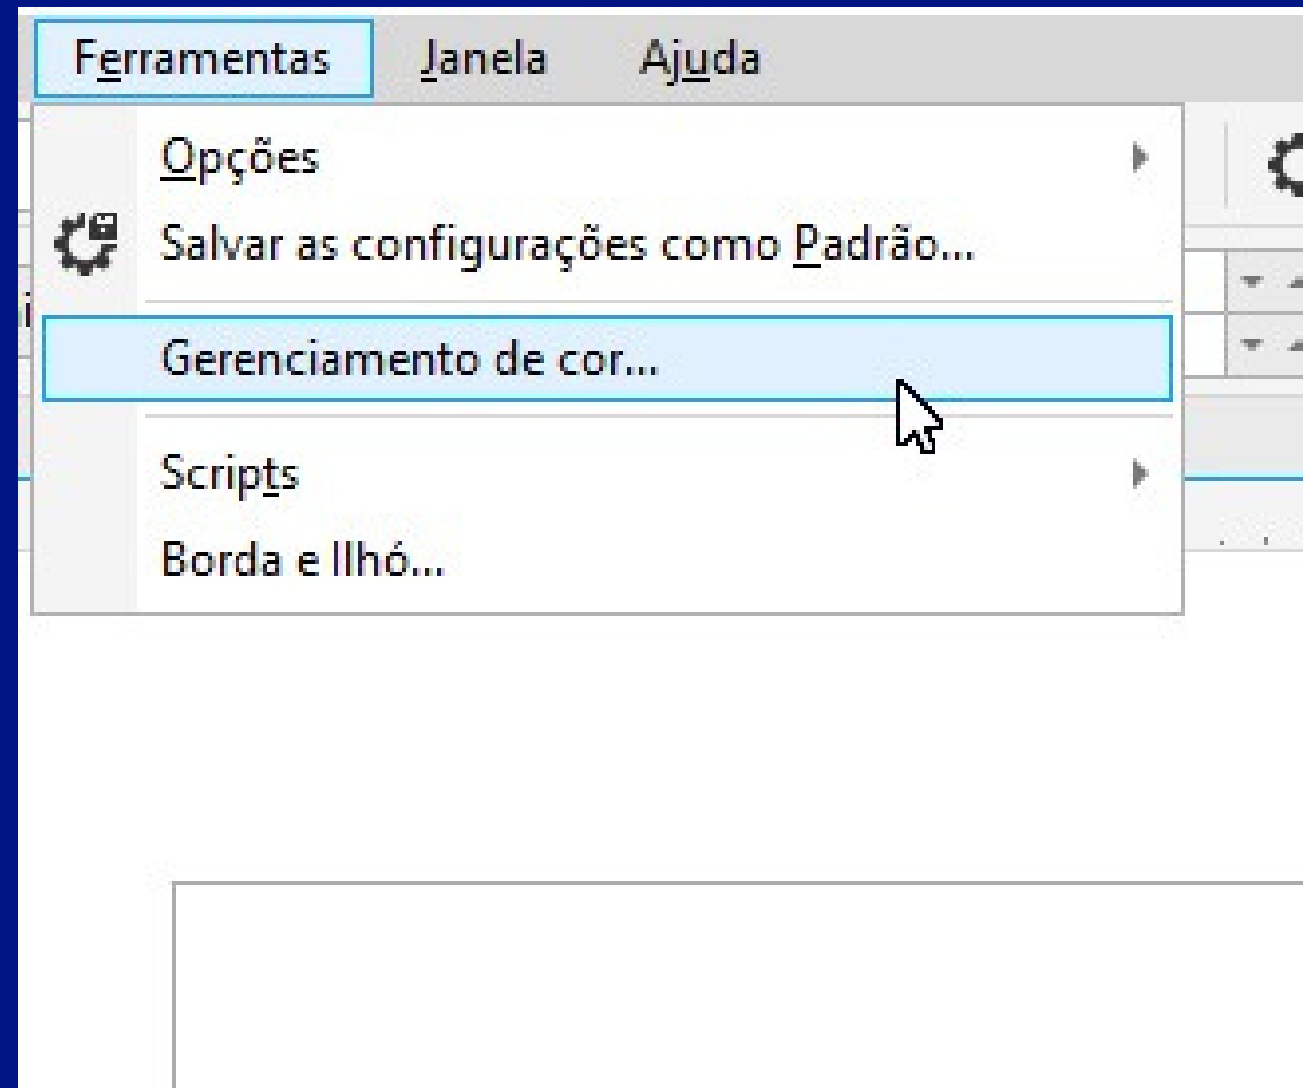 Ferramentas Janela Ajuda
Opções
Salvar as configurações como Padrão...
Gerenciamento de cor...
Scripts
Borda e Ilhó...